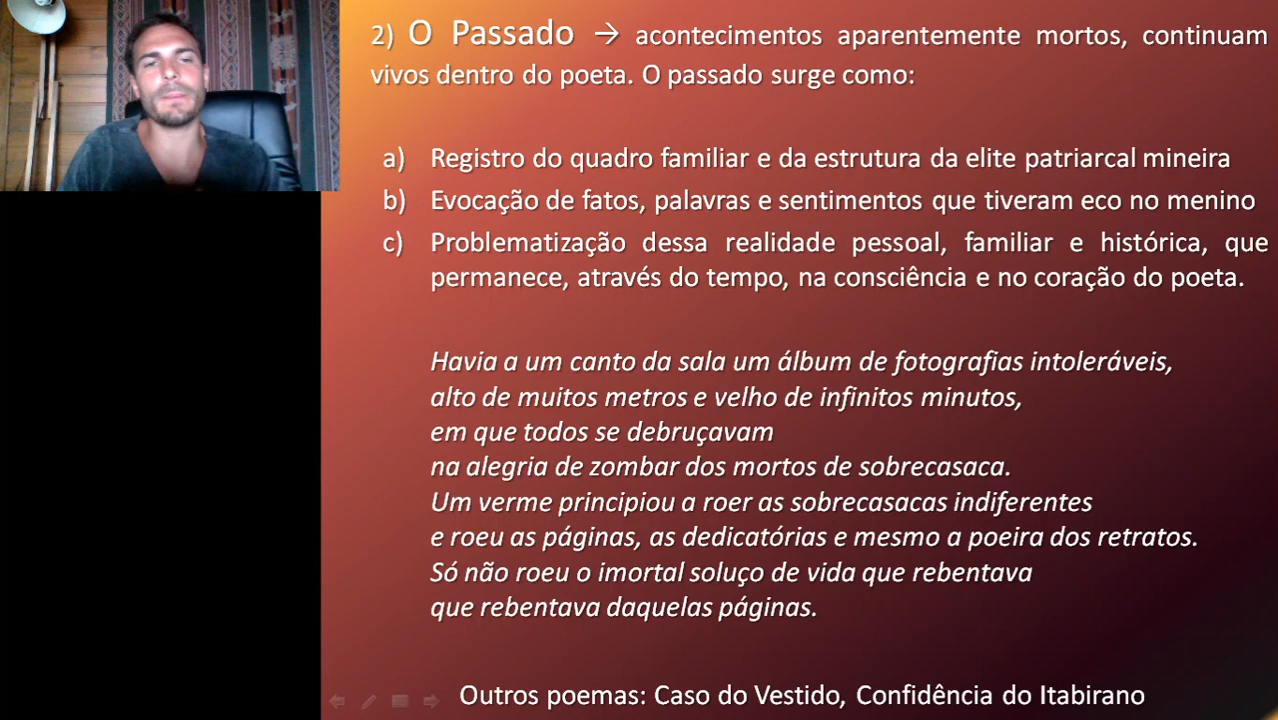 2) O Passado → acontecimentos aparentemente mortos, continuam
vivos dentro do poeta. O passado surge como:
a) Registro do quadro familiar e da estrutura da elite patriarcal mineira
b) Evocação de fatos, palavras e sentimentos que tiveram eco no menino
c) Problematização dessa realidade pessoal, familiar e histórica, que
permanece, através do tempo, na consciência e no coração do poeta.
Havia a um canto da sala um álbum de fotografias intoleráveis,
alto de muitos metros e velho de infinitos minutos,
em que todos se debruçavam
na alegria de zombar dos mortos de sobrecasaca.
Um verme principiou a roer as sobrecasacas indiferentes
e roeu as páginas, as dedicatórias e mesmo a poeira dos retratos.
Só não roeu o imortal soluço de vida que rebentava
que rebentava daquelas páginas.
Outros poemas: Caso do Vestido, Confidência do Itabirano